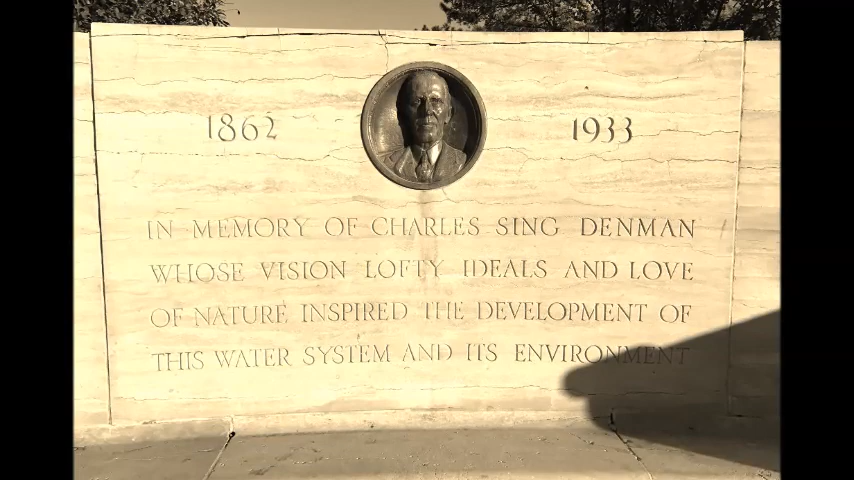 1862 1933
IN MEMORY OF CHARLES SING DENMAN
WHOSE VISION LOFTY IDEALS AND LOVE
OF NATURE INSPIRED THE DEVELOPMENT OF
THIS WATER SYSTEM AND ITS ENVIRONMENT